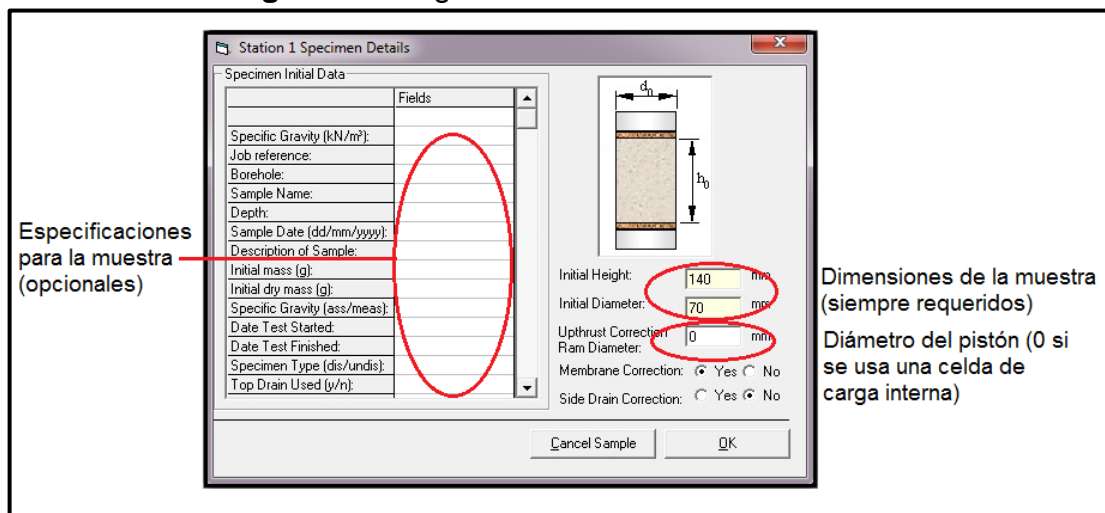 Station 1 Specimen Details
X
Specimen Initial Data
Fields
Specific Gravity (kN/m³):
Job reference:
Borehole:
Sample Name:
Depth:
Sample Date (dd/mm/yyyy):
Description of Sample:
Initial mass (g):
Initial dry mass (g):
Specific Gravity (ass/meas):
Date Test Started:
Date Test Finished:
Specimen Type (dis/undis):
Top Drain Used (y/n):
Especificaciones
para la muestra
(opcionales)
d0
h0
Initial Height: 140 mm
Initial Diameter: 70 mm
Upthrust Correction
Ram Diameter: 0 mm
Membrane Correction: Yes No
Side Drain Correction: Yes No
Cancel Sample OK
Dimensiones de la muestra
(siempre requeridos)
Diámetro del pistón (0 si
se usa una celda de
carga interna)